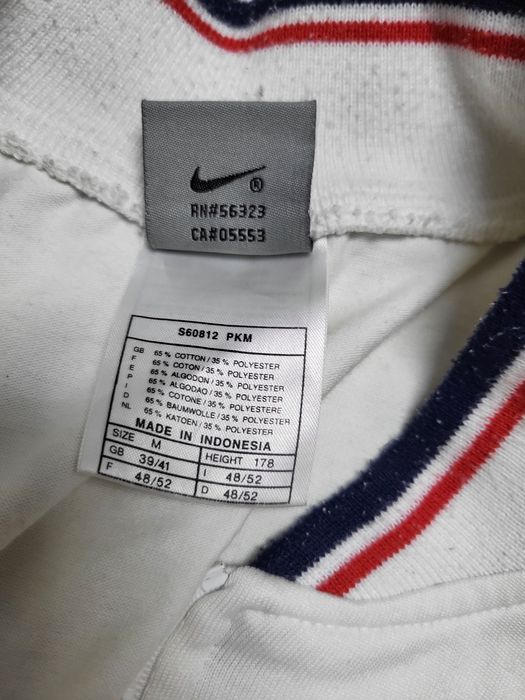 ®
RN#56323
CA#05553
S60812 PKM
GB 65 % COTTON / 35 % POLYESTER
F 65 % COTON / 35 % POLYESTER
E 65 % ALGODON / 35 % POLYESTER
P 65 % ALGODAO / 35 % POLYESTER
I 65 % COTONE / 35 % POLYESTERE
D 65 % BAUMWOLLE / 35 % POLYESTER
NL 65 % KATOEN / 35 % POLYESTER
MADE IN INDONESIA
SIZE M HEIGHT 178
GB 39/41 I 48/52
F 48/52 D 48/52